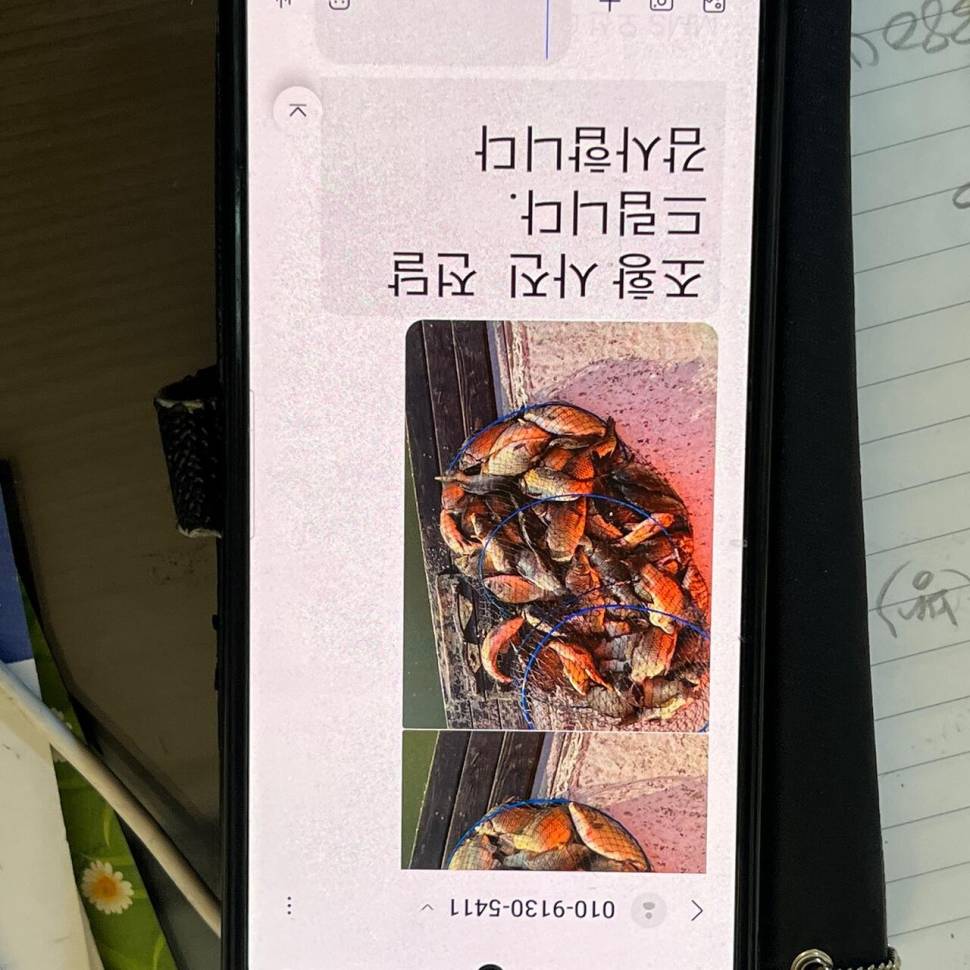 010-9130-5411
조황 사진 전달
드립니다.
감사합니다